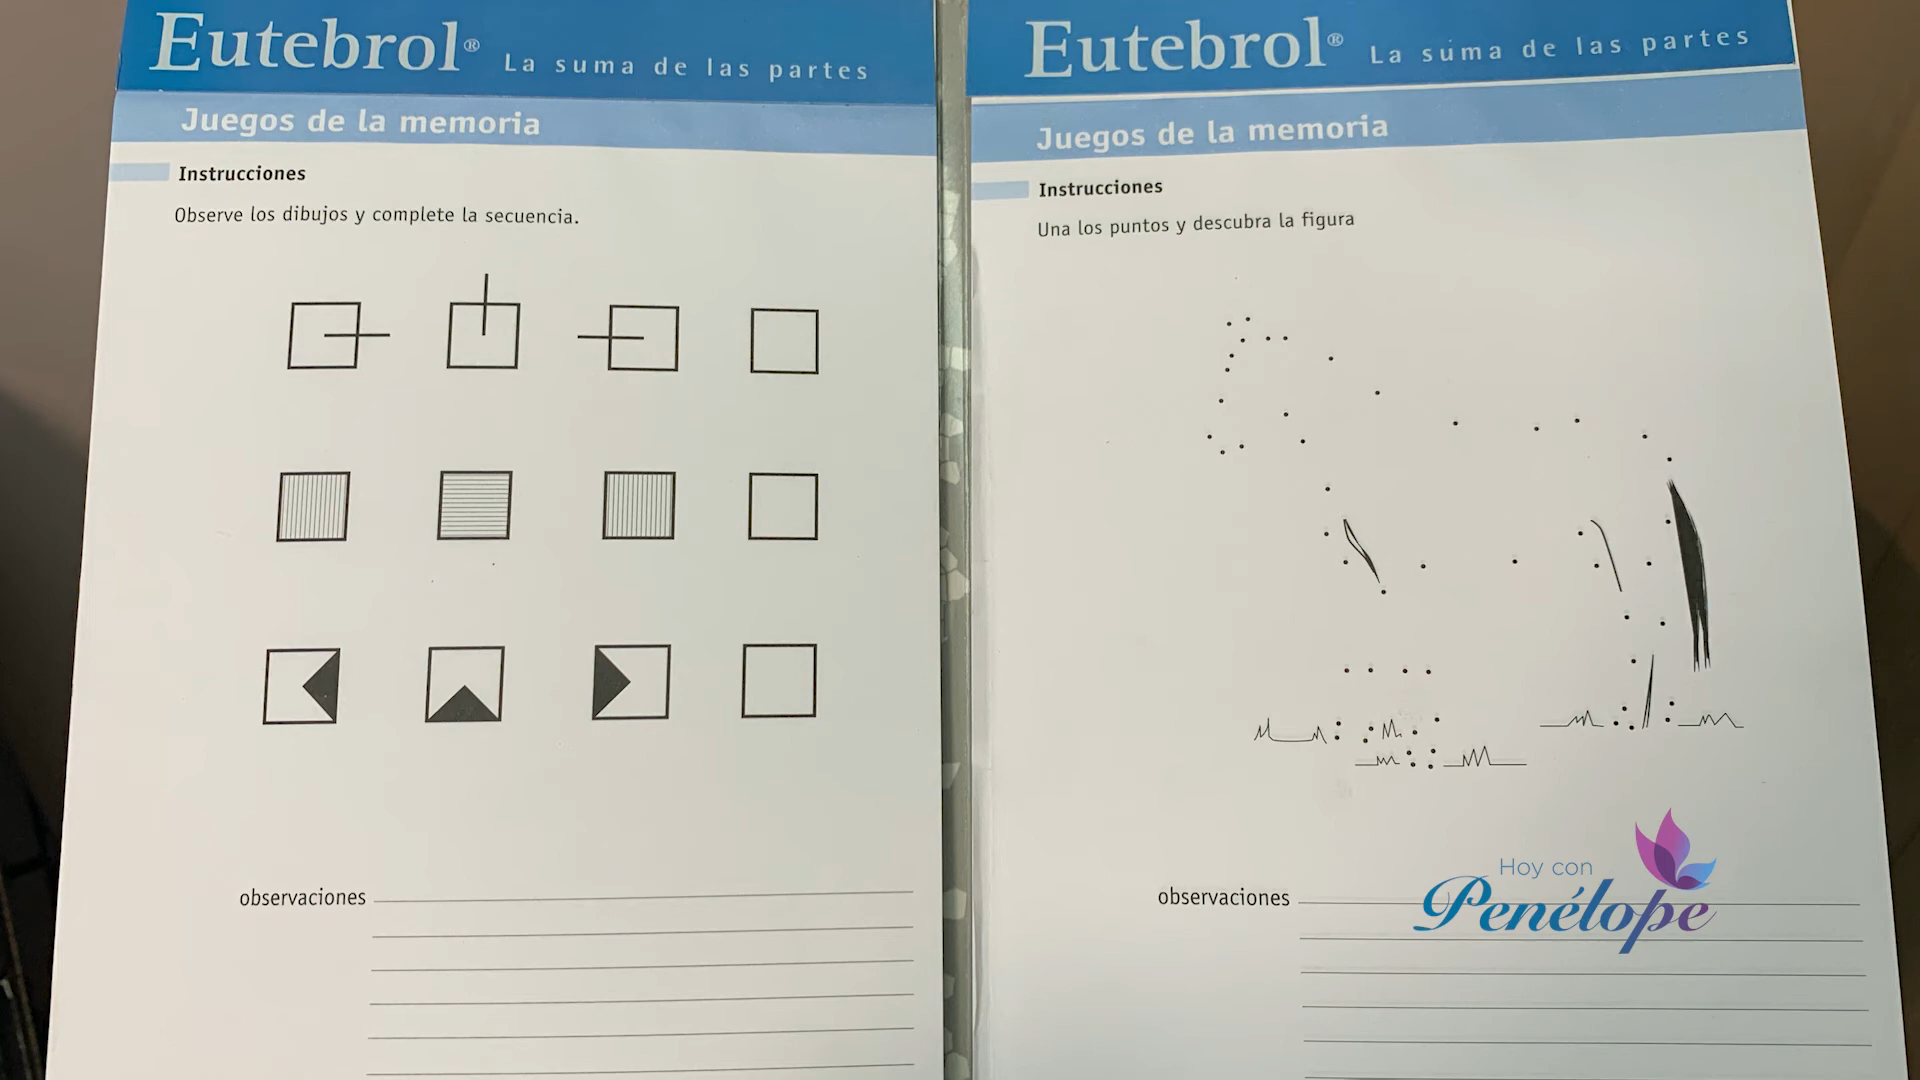 Eutebrol® La suma de las partes
Juegos de la memoria
Instrucciones
Observe los dibujos y complete la secuencia.
observaciones
Eutebrol® La suma de las partes
Juegos de la memoria
Instrucciones
Una los puntos y descubra la figura
observaciones
Hoy con
Penélope